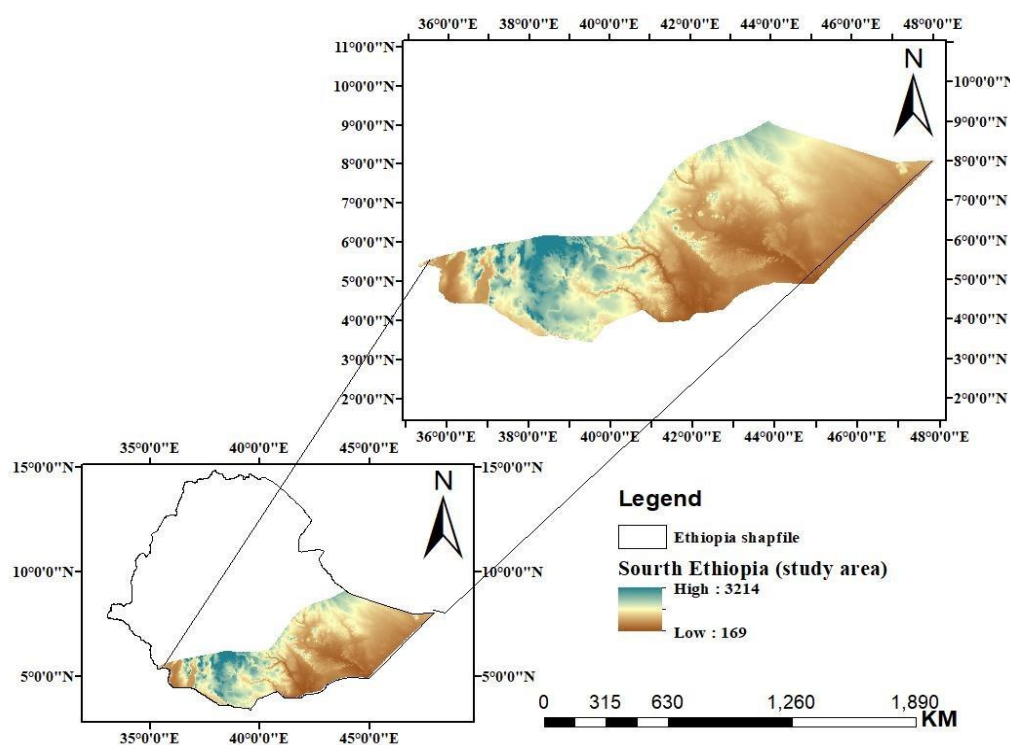 36°0'0"E 38°0'0"E 40°0'0"E 42°0'0"E 44°0'0"E 46°0'0"E 48°0'0"E
11°0'0"N
10°0'0"N
9°0'0"N
8°0'0"N
7°0'0"N
6°0'0"N
5°0'0"N
4°0'0"N
3°0'0"N
2°0'0"N
N
10°0'0"N
9°0'0"N
8°0'0"N
7°0'0"N
6°0'0"N
5°0'0"N
4°0'0"N
3°0'0"N
2°0'0"N
36°0'0"E 38°0'0"E 40°0'0"E 42°0'0"E 44°0'0"E 46°0'0"E 48°0'0"E
35°0'0"E 40°0'0"E 45°0'0"E
15°0'0"N
10°0'0"N
5°0'0"N
N
15°0'0"N
10°0'0"N
5°0'0"N
35°0'0"E 40°0'0"E 45°0'0"E
Legend
Ethiopia shapfile
Sourth Ethiopia (study area)
High : 3214
Low : 169
0 315 630 1,260 1,890
KM